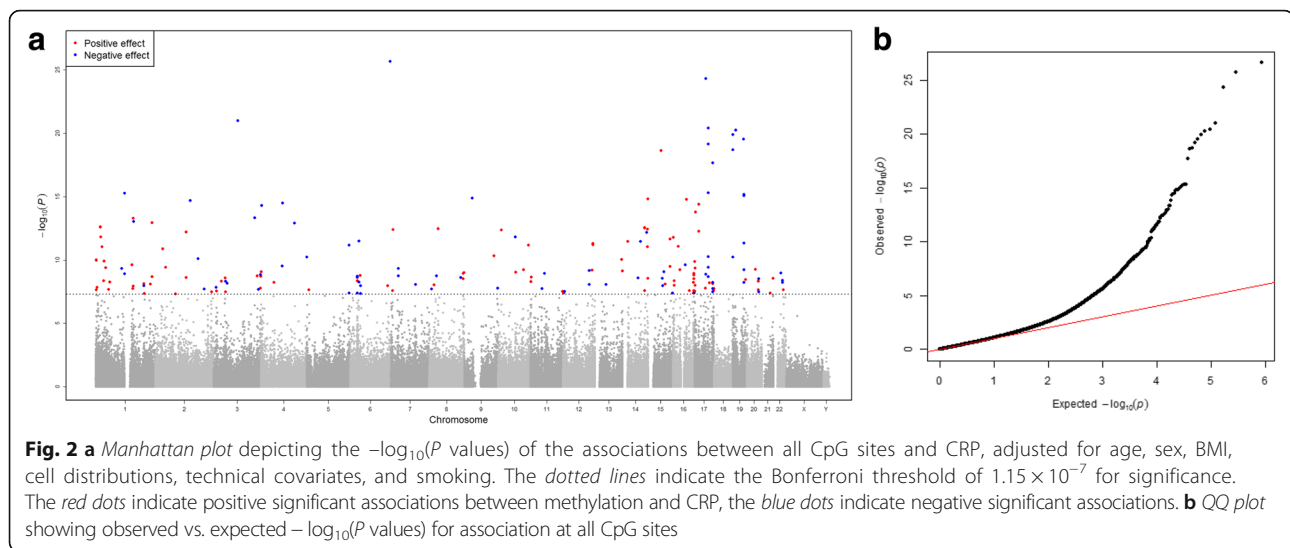 a
b
Positive effect
Negative effect
−log10(P)
25
20
15
10
5
0
1 2 3 4 5 6 7 8 9 10 11 12 13 14 15 16 17 18 19 20 21 22 X Y
Chromosome
Observed −log10(p)
25
20
15
10
5
0
0 1 2 3 4 5 6
Expected −log10(p)
Fig. 2 a Manhattan plot depicting the −log10(P values) of the associations between all CpG sites and CRP, adjusted for age, sex, BMI,
cell distributions, technical covariates, and smoking. The dotted lines indicate the Bonferroni threshold of 1.15 × 10−7 for significance.
The red dots indicate positive significant associations between methylation and CRP, the blue dots indicate negative significant associations. b QQ plot
showing observed vs. expected − log10(P values) for association at all CpG sites